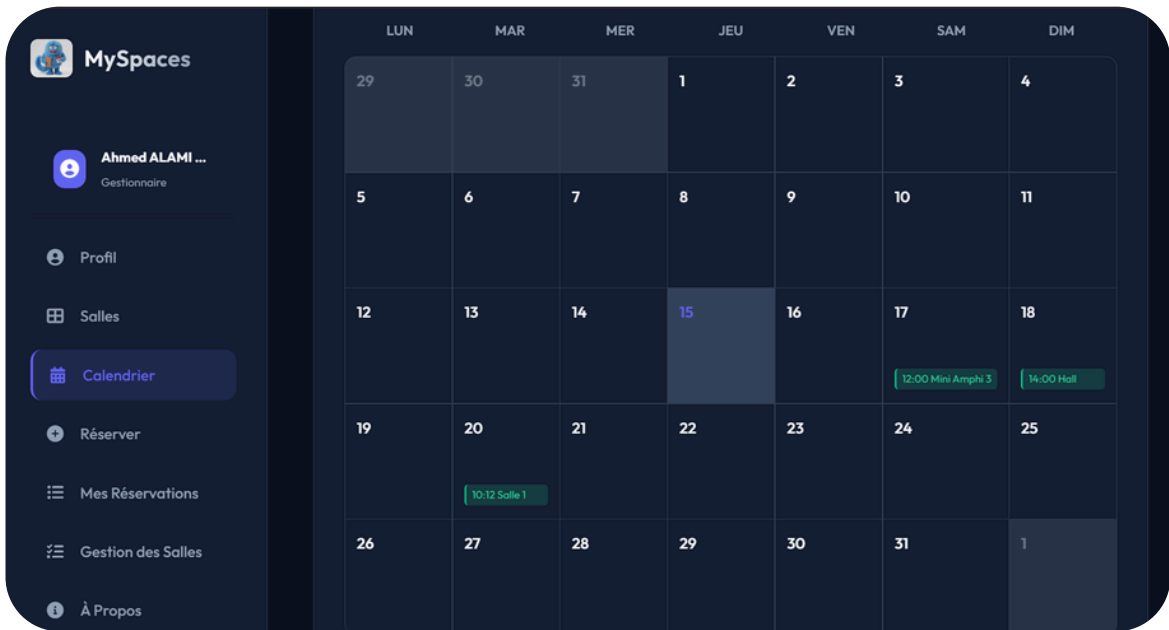 MySpaces
Ahmed ALAMI ...
Gestionnaire
Profil
Salles
Calendrier
Réserver
Mes Réservations
Gestion des Salles
À Propos
LUN MAR MER JEU VEN SAM DIM
29 30 31 1 2 3 4
5 6 7 8 9 10 11
12 13 14 15 16 17 18
12:00 Mini Amphi 3 14:00 Hall
19 20 21 22 23 24 25
10:12 Salle 1
26 27 28 29 30 31 1